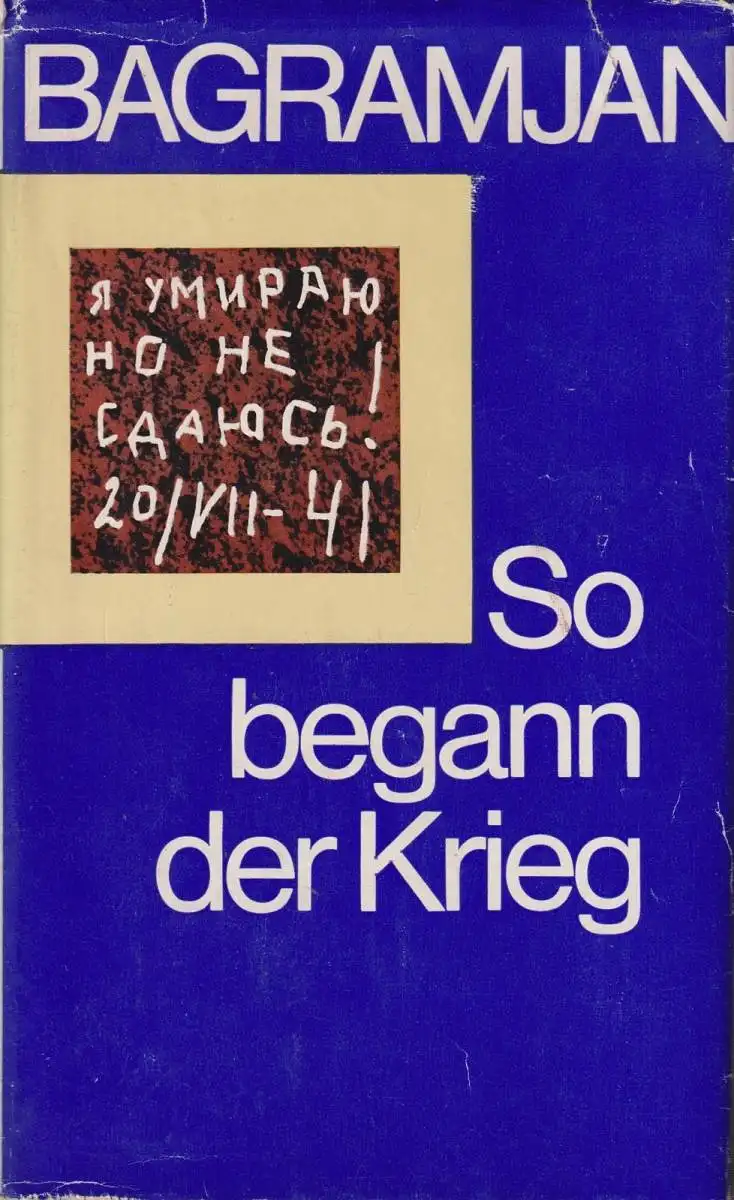 BAGRAMJAN
я УМИРАЮ
НО НЕ
СДАЮСЬ!
20/VII-41
So
begann
der Krieg